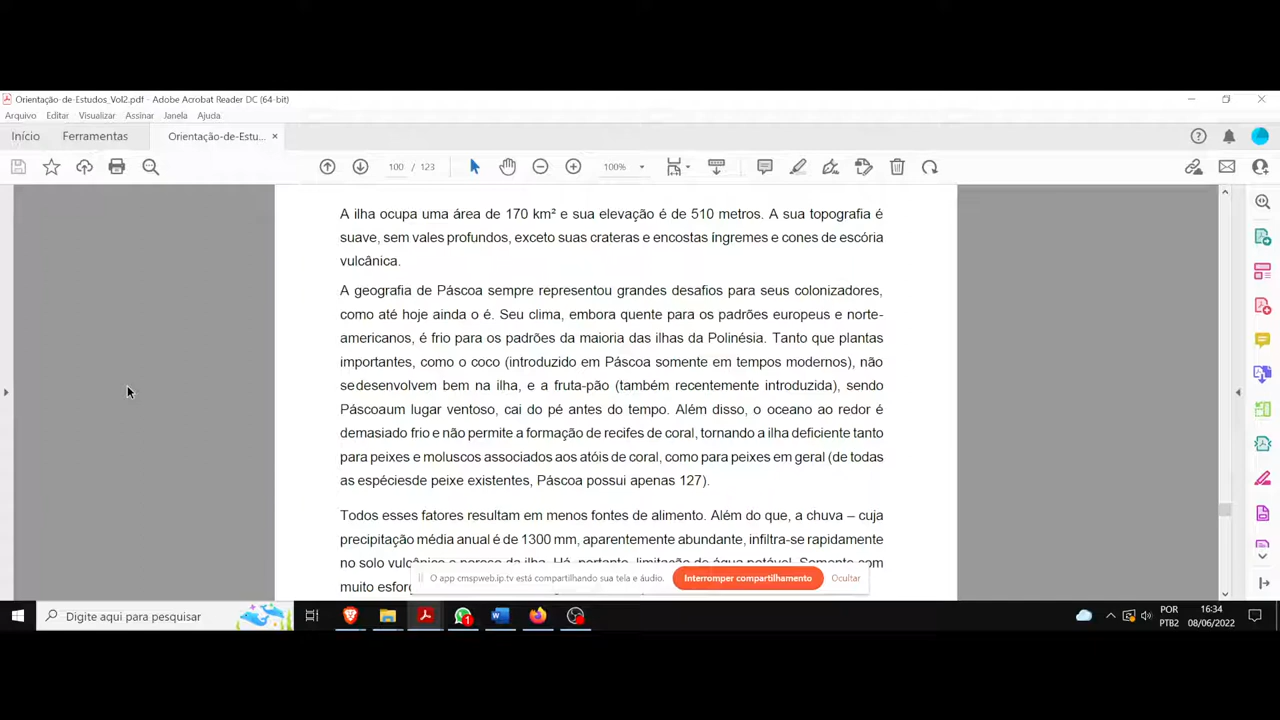 Orientação-de-Estudos_Vol2.pdf - Adobe Acrobat Reader DC (64-bit)
Arquivo Editar Visualizar Assinar Janela Ajuda
Início Ferramentas Orientação-de-Estu... ×
100 / 123 100%
A ilha ocupa uma área de 170 km² e sua elevação é de 510 metros. A sua topografia é
suave, sem vales profundos, exceto suas crateras e encostas íngremes e cones de escória
vulcânica.
A geografia de Páscoa sempre representou grandes desafios para seus colonizadores,
como até hoje ainda o é. Seu clima, embora quente para os padrões europeus e norte-
americanos, é frio para os padrões da maioria das ilhas da Polinésia. Tanto que plantas
importantes, como o coco (introduzido em Páscoa somente em tempos modernos), não
sedesenvolvem bem na ilha, e a fruta-pão (também recentemente introduzida), sendo
Páscoaum lugar ventoso, cai do pé antes do tempo. Além disso, o oceano ao redor é
demasiado frio e não permite a formação de recifes de coral, tornando a ilha deficiente tanto
para peixes e moluscos associados aos atóis de coral, como para peixes em geral (de todas
as espéciesde peixe existentes, Páscoa possui apenas 127).
Todos esses fatores resultam em menos fontes de alimento. Além do que, a chuva – cuja
precipitação média anual é de 1300 mm, aparentemente abundante, infiltra-se rapidamente
no solo vulcânico e poroso da ilha. Há, portanto, limitação de água potável. Somente com
muito esforç
O app cmspweb.ip.tv está compartilhando sua tela e áudio. Interromper compartilhamento Ocultar
Digite aqui para pesquisar
1
POR
PTB2
16:34
08/06/2022